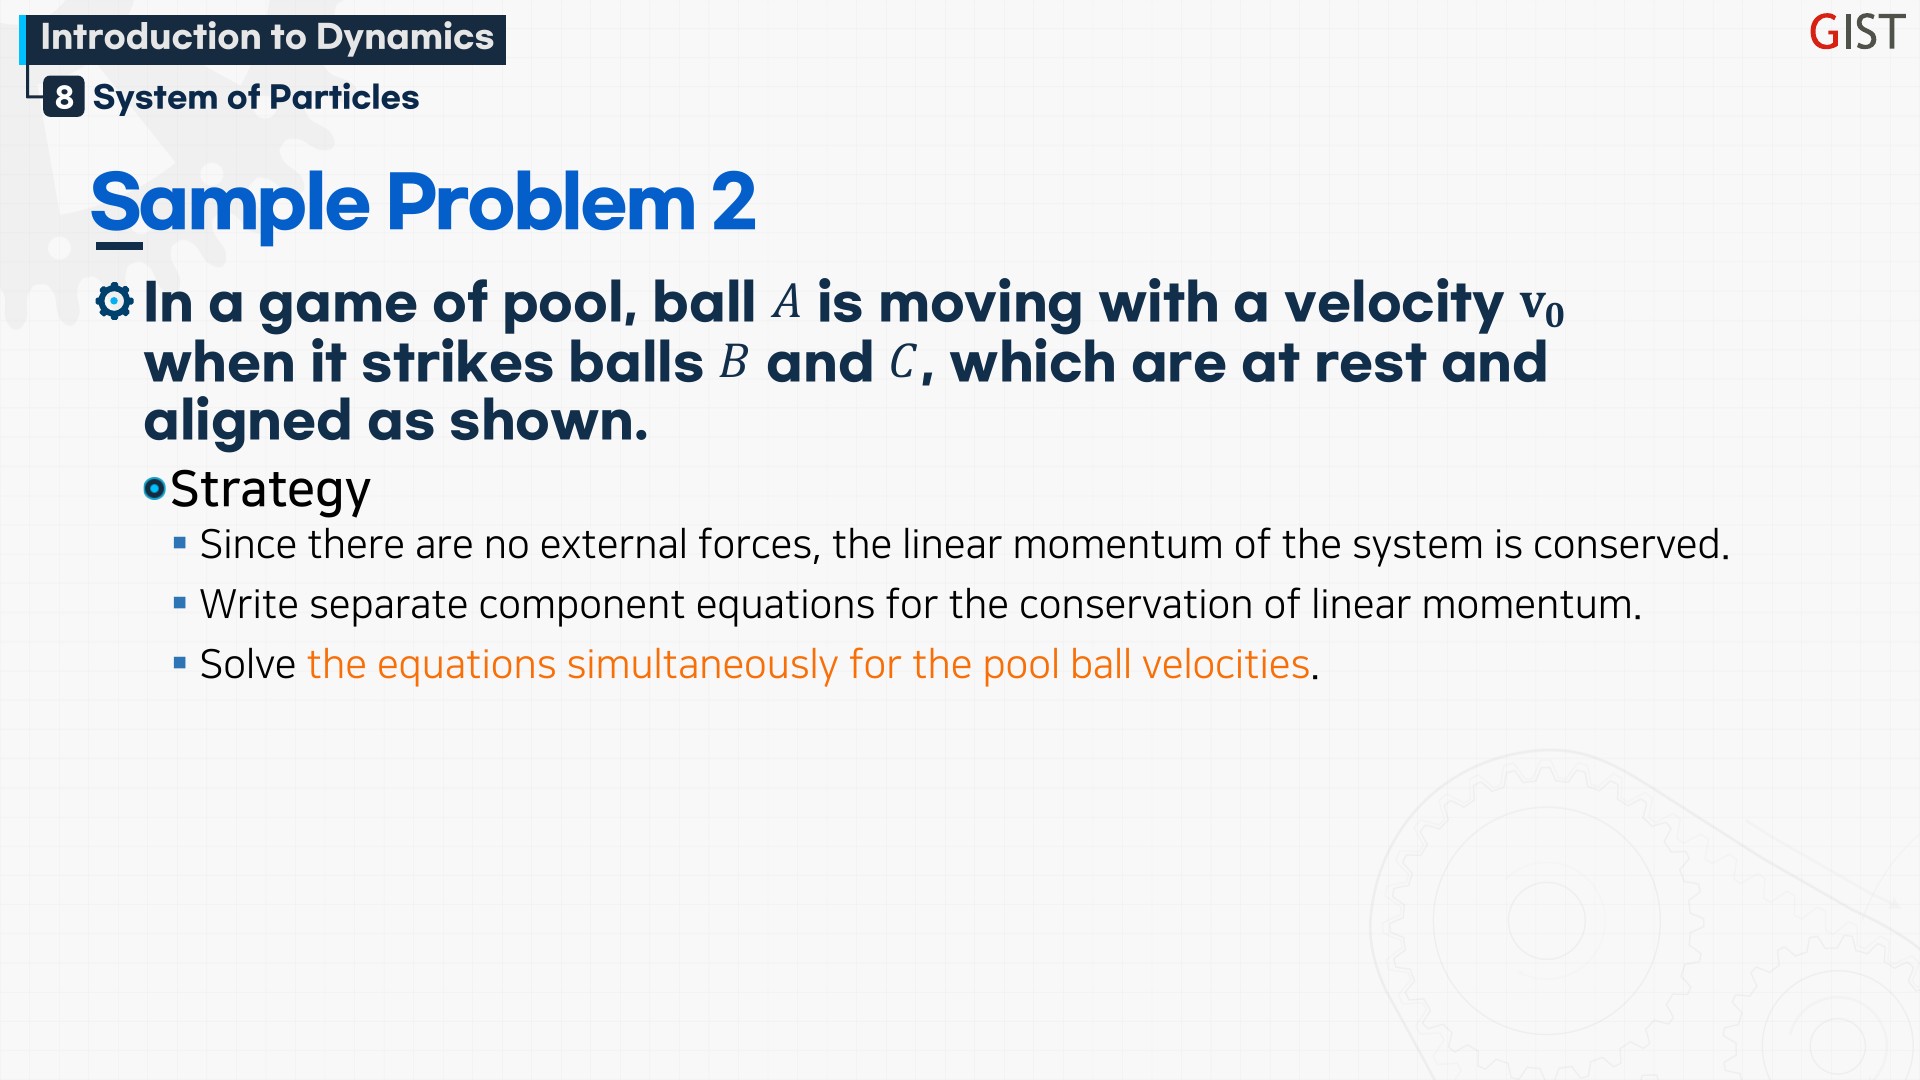 Introduction to Dynamics
GIST
8 System of Particles
Sample Problem 2
In a game of pool, ball A is moving with a velocity v₀
when it strikes balls B and C, which are at rest and
aligned as shown.
Strategy
Since there are no external forces, the linear momentum of the system is conserved.
Write separate component equations for the conservation of linear momentum.
Solve the equations simultaneously for the pool ball velocities.